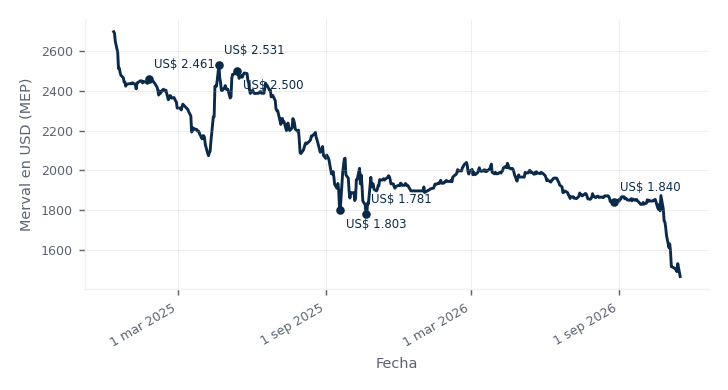 2600
2400
2200
2000
1800
1600
Merval en USD (MEP)
US$ 2.461
US$ 2.531
US$ 2.500
US$ 1.803
US$ 1.781
US$ 1.840
1 mar 2025
1 sep 2025
1 mar 2026
1 sep 2026
Fecha